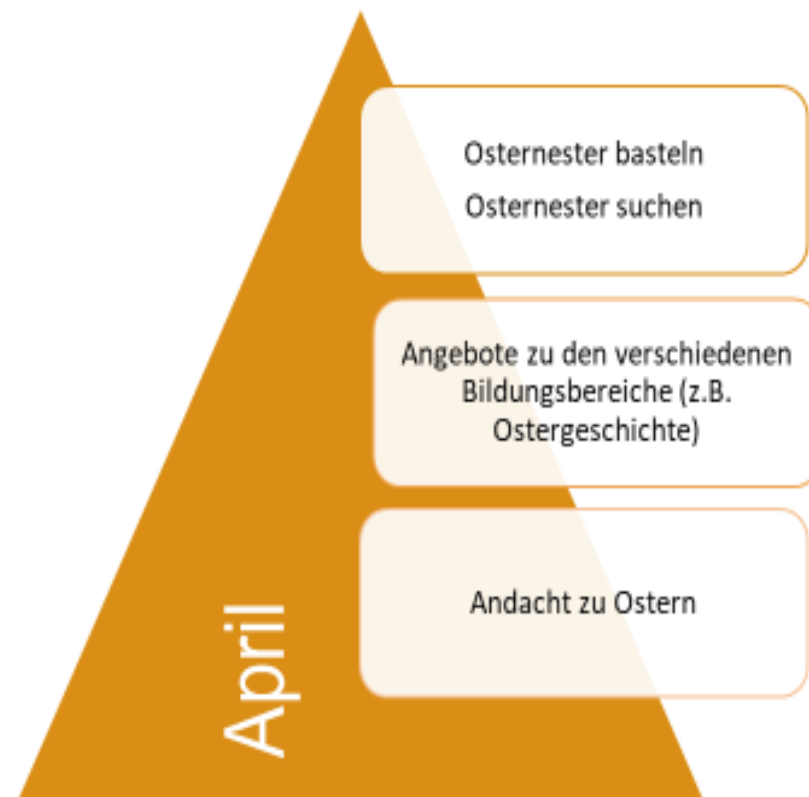 Osternester basteln
Osternester suchen
Angebote zu den verschiedenen
Bildungsbereiche (z.B.
Ostergeschichte)
Andacht zu Ostern
April